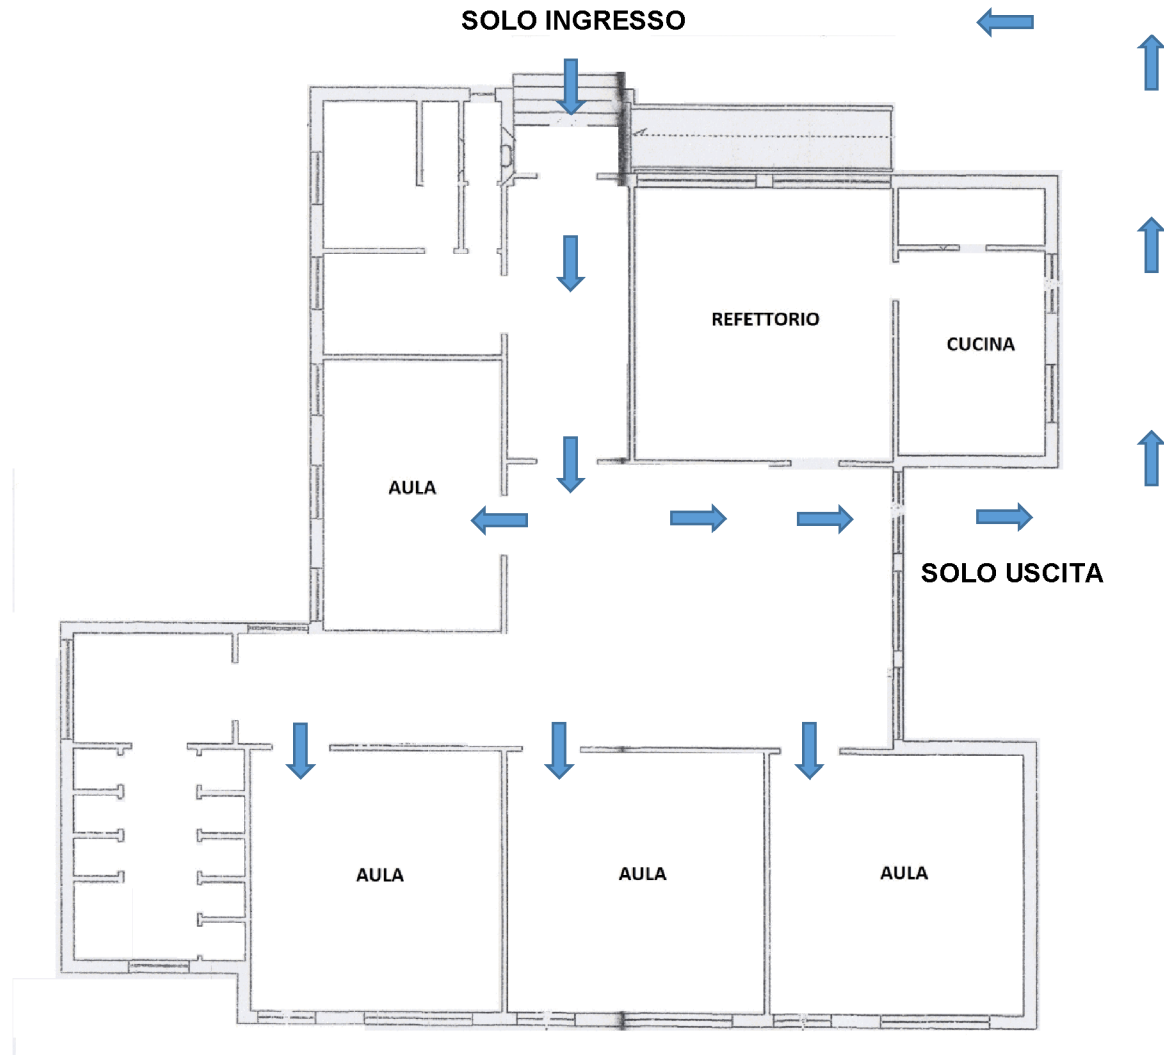 SOLO INGRESSO
REFETTORIO
CUCINA
AULA
SOLO USCITA
AULA
AULA
AULA